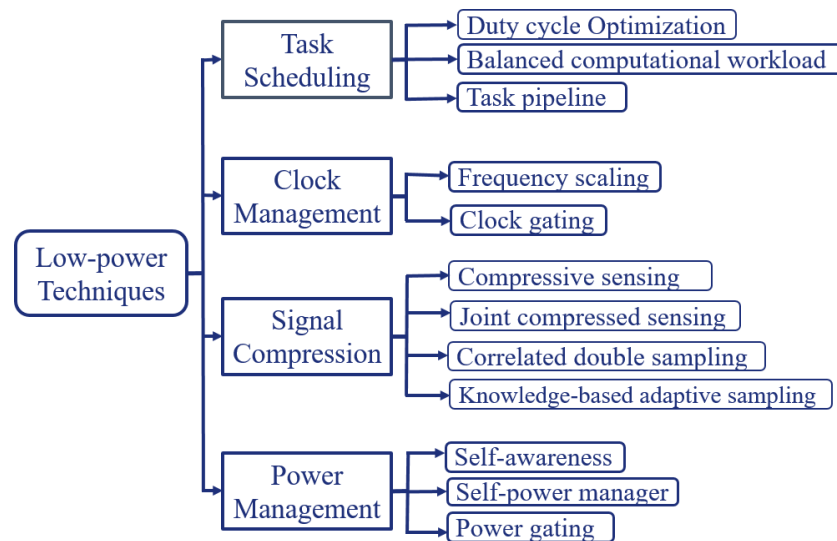 Low-power
Techniques
Task
Scheduling
Duty cycle Optimization
Balanced computational workload
Task pipeline
Clock
Management
Frequency scaling
Clock gating
Signal
Compression
Compressive sensing
Joint compressed sensing
Correlated double sampling
Knowledge-based adaptive sampling
Power
Management
Self-awareness
Self-power manager
Power gating